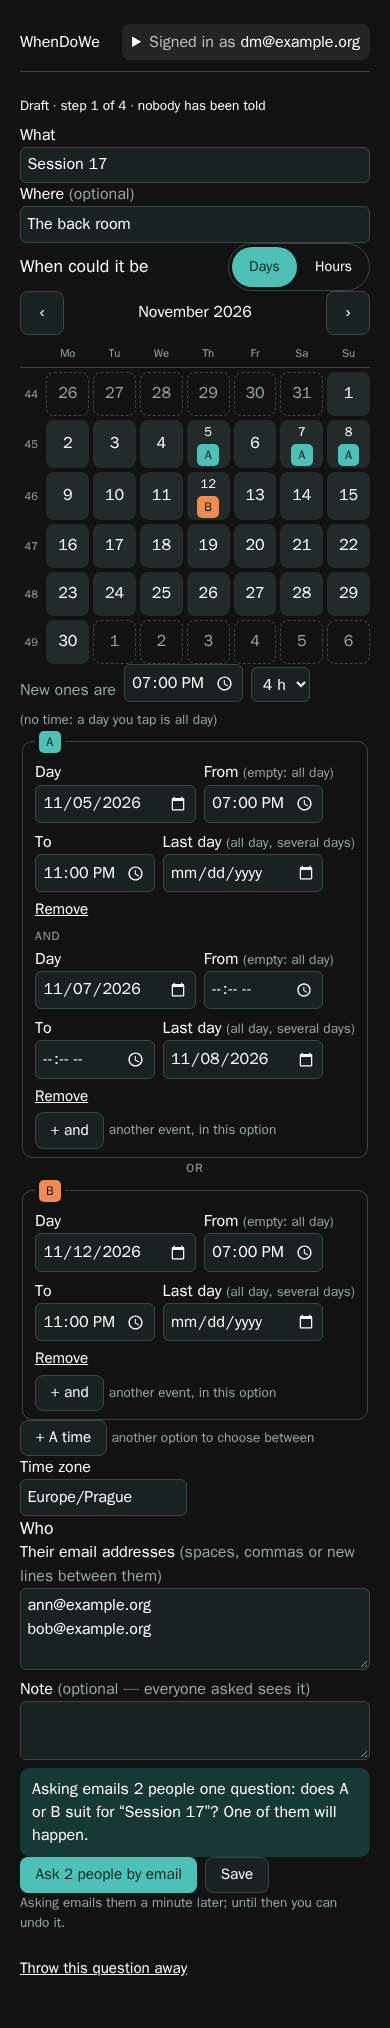 WhenDoWe ▶ Signed in as dm@example.org
Draft · step 1 of 4 · nobody has been told
What
Session 17
Where (optional)
The back room
When could it be Days Hours
‹ November 2026 ›
Mo Tu We Th Fr Sa Su
44 26 27 28 29 30 31 1
45 2 3 4 5 A 6 7 A 8 A
46 9 10 11 12 B 13 14 15
47 16 17 18 19 20 21 22
48 23 24 25 26 27 28 29
49 30 1 2 3 4 5 6
New ones are 07:00 PM 4 h
(no time: a day you tap is all day)
A
Day From (empty: all day)
11/05/2026 07:00 PM
To Last day (all day, several days)
11:00 PM mm/dd/yyyy
Remove
AND
Day From (empty: all day)
11/07/2026 --:-- --
To Last day (all day, several days)
--:-- -- 11/08/2026
Remove
+ and another event, in this option
OR
B
Day From (empty: all day)
11/12/2026 07:00 PM
To Last day (all day, several days)
11:00 PM mm/dd/yyyy
Remove
+ and another event, in this option
+ A time another option to choose between
Time zone
Europe/Prague
Who
Their email addresses (spaces, commas or new
lines between them)
ann@example.org
bob@example.org
Note (optional — everyone asked sees it)
Asking emails 2 people one question: does A
or B suit for “Session 17”? One of them will
happen.
Ask 2 people by email Save
Asking emails them a minute later; until then you can
undo it.
Throw this question away